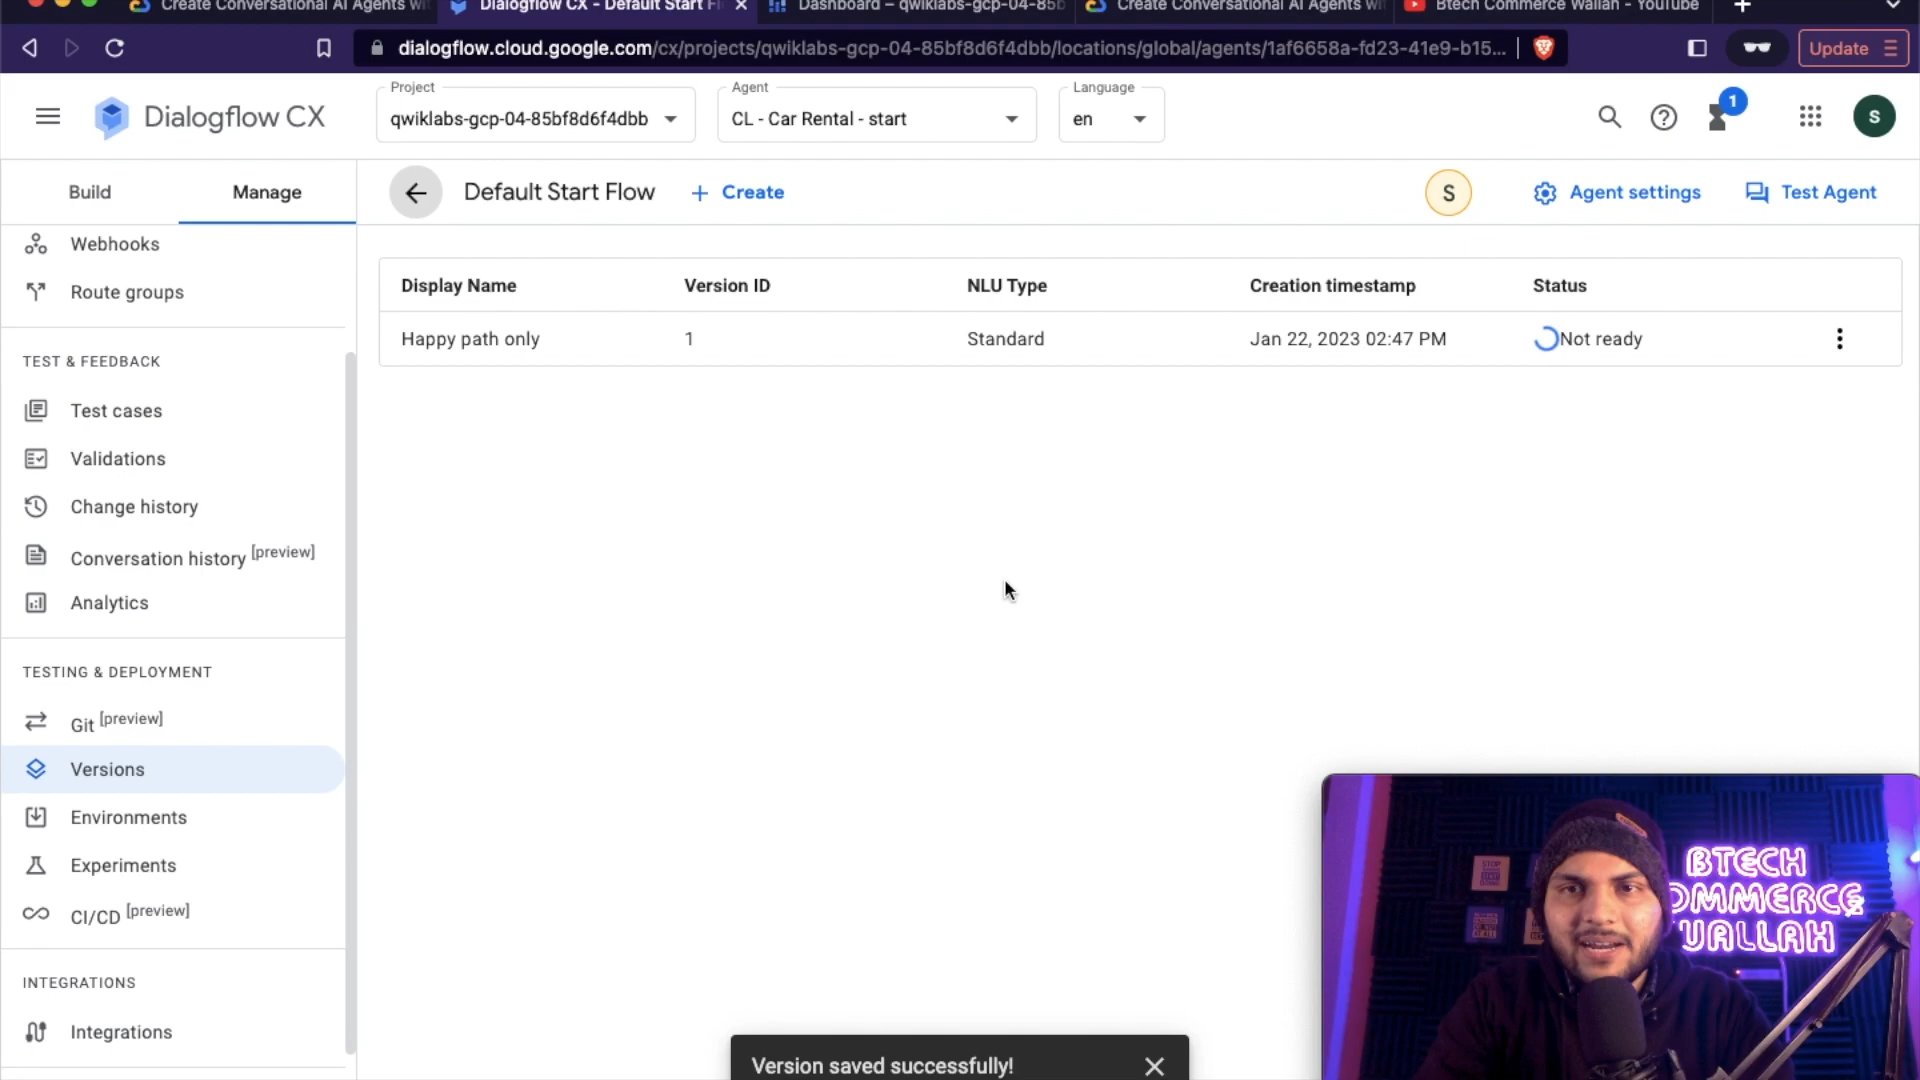 Create Conversational AI Agents wit
Dialogflow CX - Default Start Fl
Dashboard – qwiklabs-gcp-04-85b
Create Conversational AI Agents wi
Btech Commerce Wallah - YouTube
dialogflow.cloud.google.com/cx/projects/qwiklabs-gcp-04-85bf8d6f4dbb/locations/global/agents/1af6658a-fd23-41e9-b15...
Update
Dialogflow CX
Project
qwiklabs-gcp-04-85bf8d6f4dbb
Agent
CL - Car Rental - start
Language
en
1
S
Build
Manage
Default Start Flow
+ Create
S
Agent settings
Test Agent
Webhooks
Route groups
TEST & FEEDBACK
Test cases
Validations
Change history
Conversation history [preview]
Analytics
TESTING & DEPLOYMENT
Git [preview]
Versions
Environments
Experiments
CI/CD [preview]
INTEGRATIONS
Integrations
Display Name Version ID NLU Type Creation timestamp Status
Happy path only 1 Standard Jan 22, 2023 02:47 PM Not ready
Version saved successfully!
BTECH
OMMERCE
WALLAH